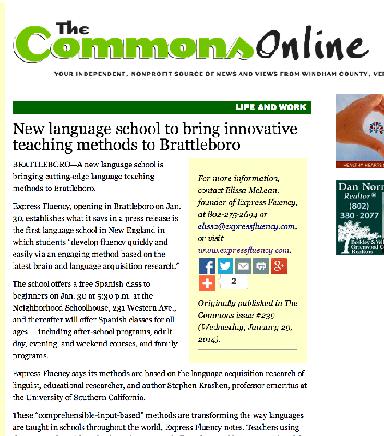 The
CommonsOnline
YOUR INDEPENDENT, NONPROFIT SOURCE OF NEWS AND VIEWS FROM WINDHAM COUNTY,
LIFE AND WORK
New language school to bring innovative
teaching methods to Brattleboro
BRATTLEBORO—A new language school is
bringing cutting-edge language teaching
methods to Brattleboro.
Express Fluency, opening in Brattleboro on Jan.
30, establishes what it says in a press release is
the first language school in New England in
which students "develop fluency quickly and
easily via an engaging method based on the
latest brain and language acquisition research."
The school offers a free Spanish class to
beginners on Jan. 30 at 5:30 p.m. at the
Neighborhood Schoolhouse, 231 Western Ave.,
and thereafter will offer Spanish classes for all
ages — including after-school programs, adult
day, evening, and weekend courses, and family
programs.
Express Fluency says its methods are based on the language acquisition research of
linguist, educational researcher, and author Stephen Krashen, professor emeritus at
the University of Southern California.
These "comprehensible-input-based" methods are transforming the way languages
are taught in schools throughout the world, Express Fluency notes. Teachers using
For more information,
contact Elissa McLean,
founder of Express Fluency,
at 802-275-2694 or
elissa@expressfluency.com,
or visit
www.expressfluency.com.
2
Originally published in The
Commons issue #239
(Wednesday, January 29,
2014).
HEALTHY HEARTS
Dan Norr
Realtor®
(802)
380-2077